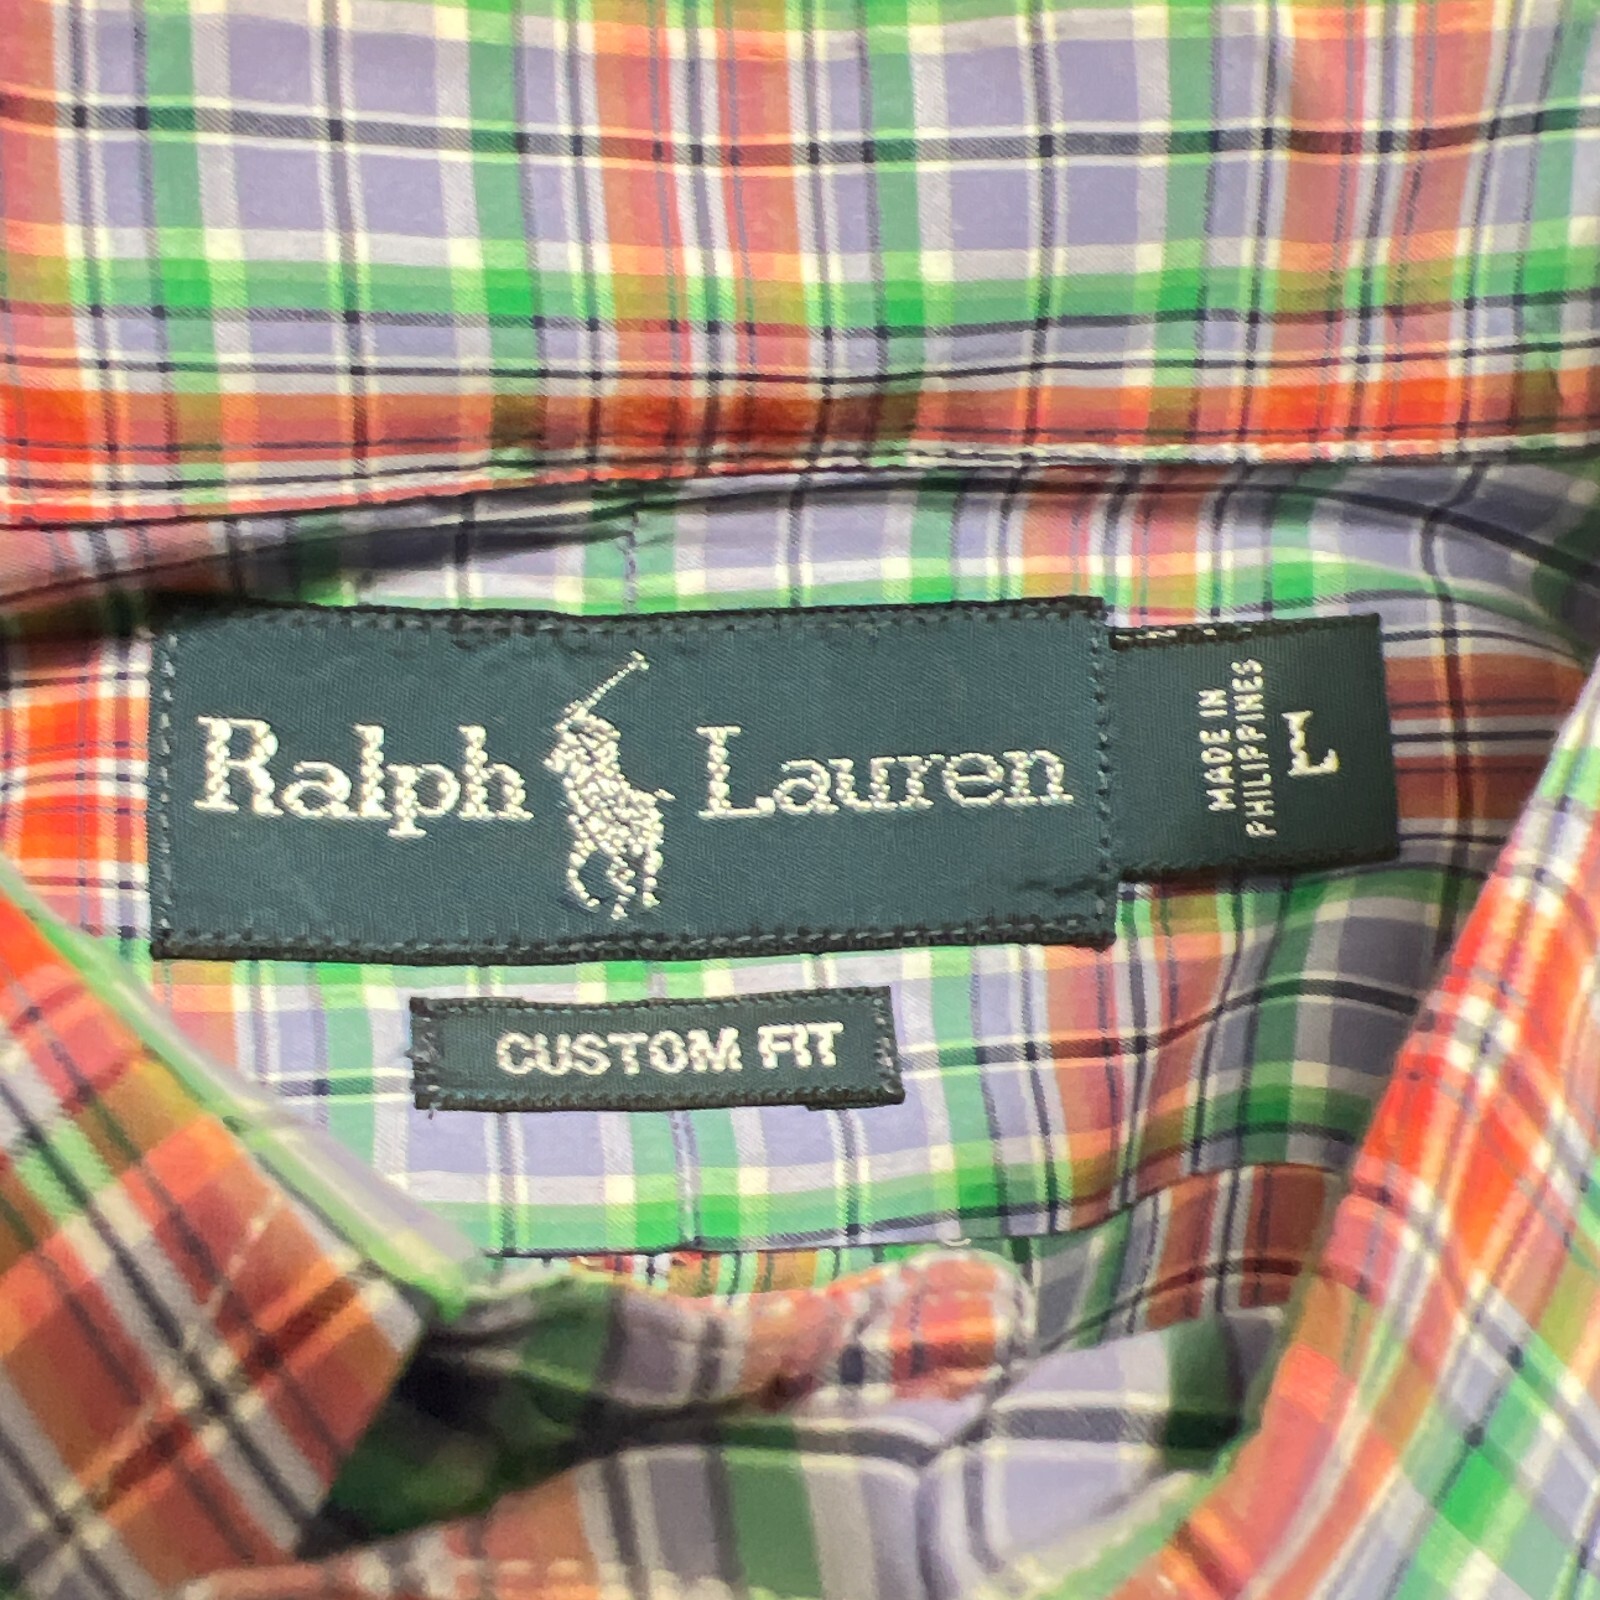 Ralph Lauren
MADE IN
PHILIPPINES
L
CUSTOM FIT